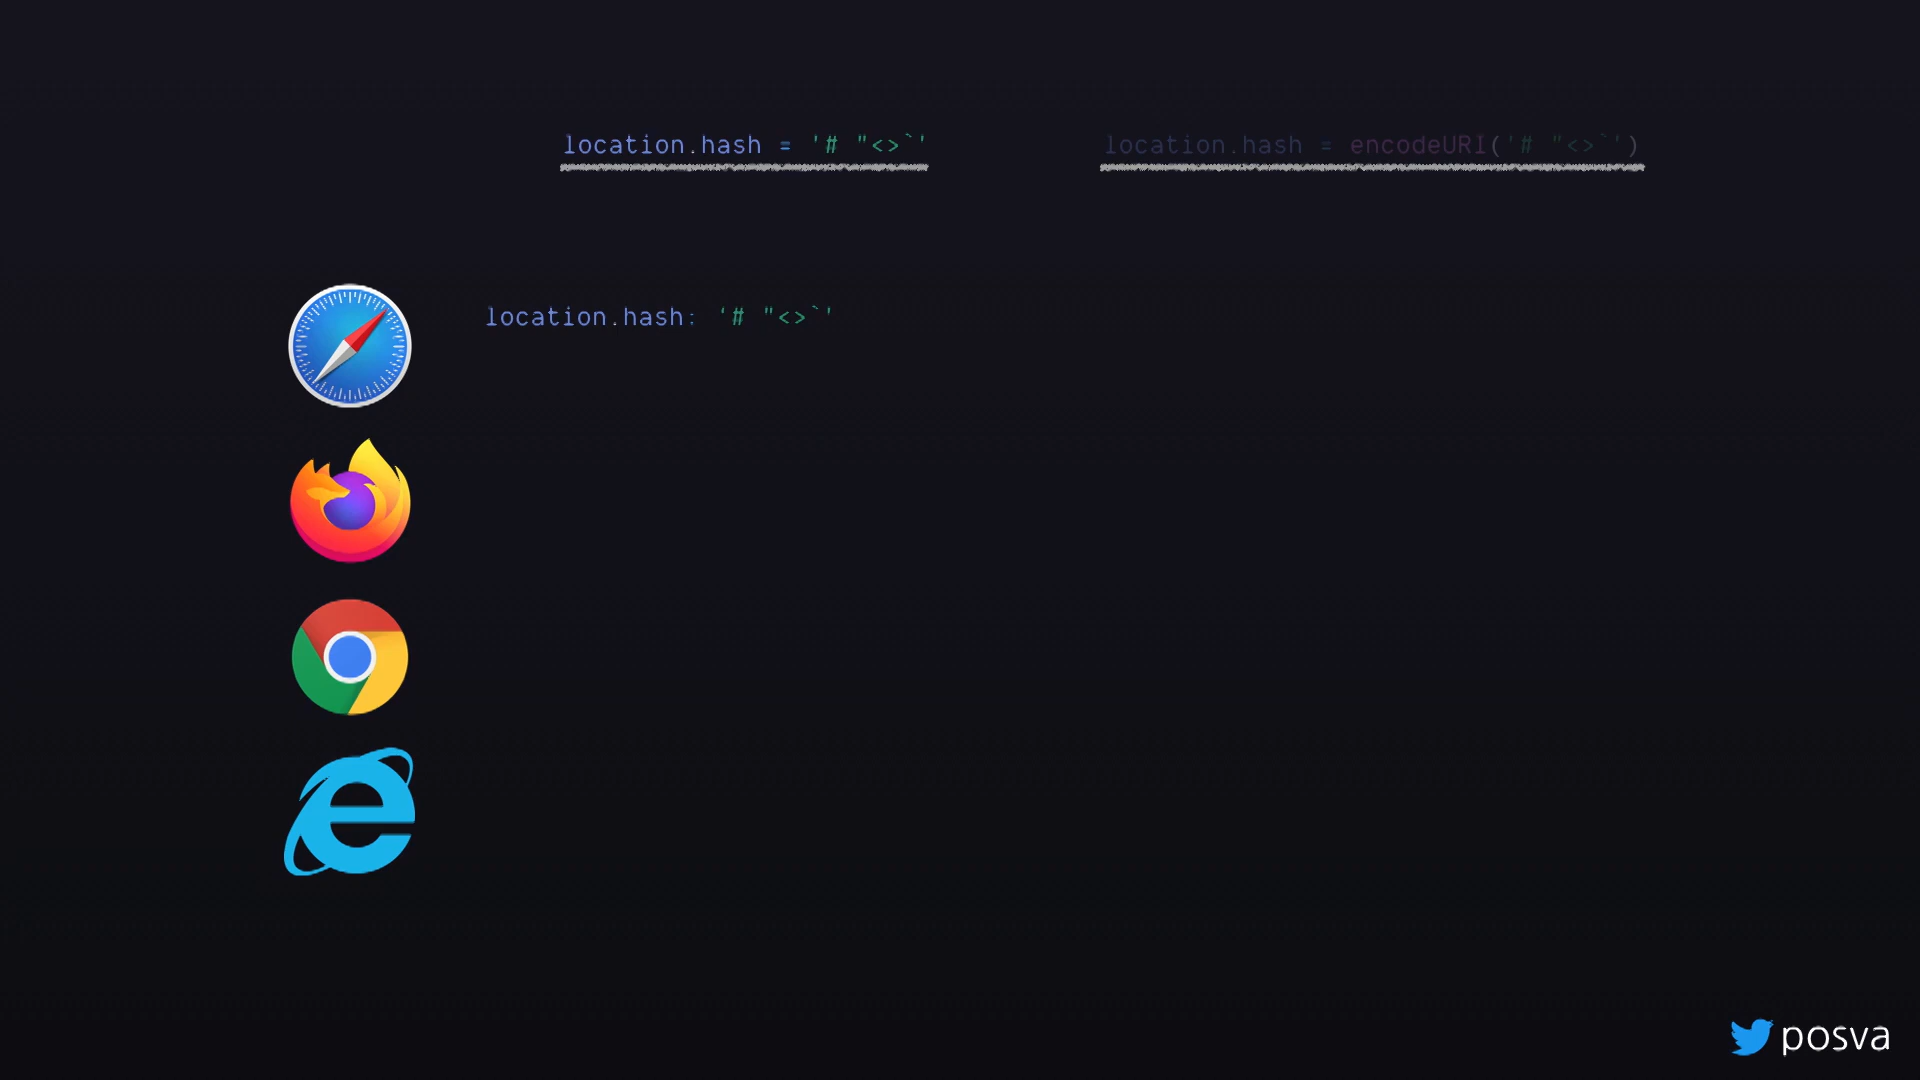 location.hash = '# "<>`'
location.hash = encodeURI('# "<>`')
location.hash: '# "<>`'
posva